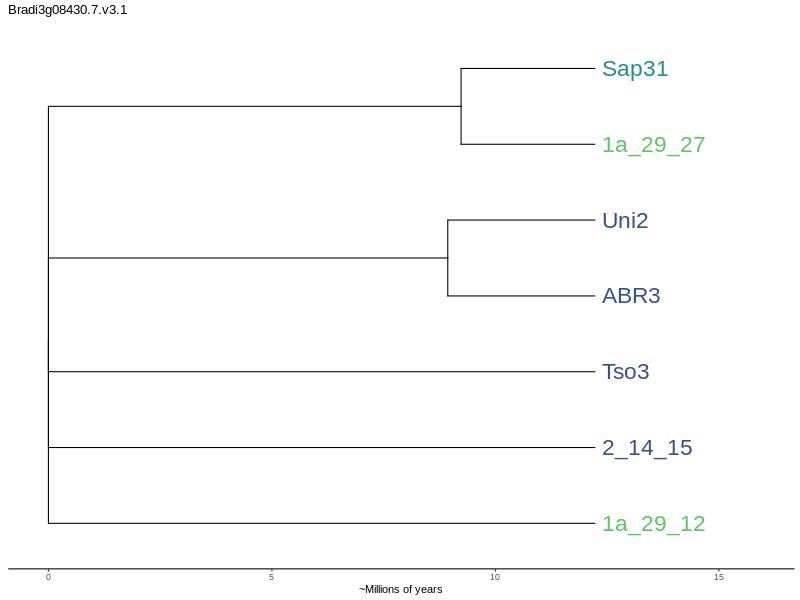 Bradi3g08430.7.v3.1
Sap31
1a_29_27
Uni2
ABR3
Tso3
2_14_15
1a_29_12
0 5 10 15
~Millions of years